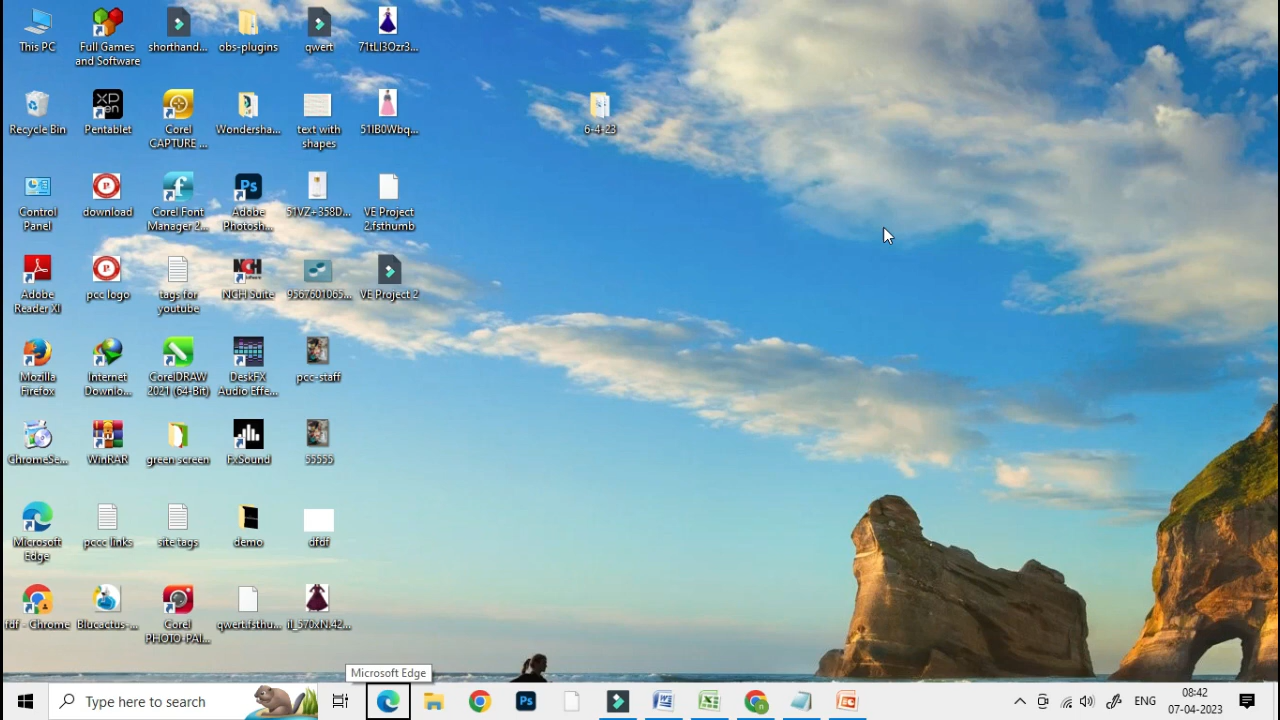 This PC
Full Games
and Software
shorthand...
obs-plugins
qwert
71tLI3Ozr3...
Recycle Bin
Pentablet
Corel
CAPTURE ...
Wondersha...
text with
shapes
51IB0Wbq...
6-4-23
Control
Panel
download
Corel Font
Manager 2...
Adobe
Photosh...
51VZ+358D...
VE Project
2.fsthumb
Adobe
Reader XI
pcc logo
tags for
youtube
NCH Suite
9567601065...
VE Project 2
Mozilla
Firefox
Internet
Downlo...
CorelDRAW
2021 (64-Bit)
DeskFX
Audio Effe...
pcc-staff
ChromeSe...
WinRAR
green screen
FxSound
55555
Microsoft
Edge
pccc links
site tags
demo
dfdf
fdf - Chrome
Blucactus-...
Corel
PHOTO-PAI...
qwert.fsthu...
il_570xN.42...
Microsoft Edge
Type here to search
ENG
08:42
07-04-2023